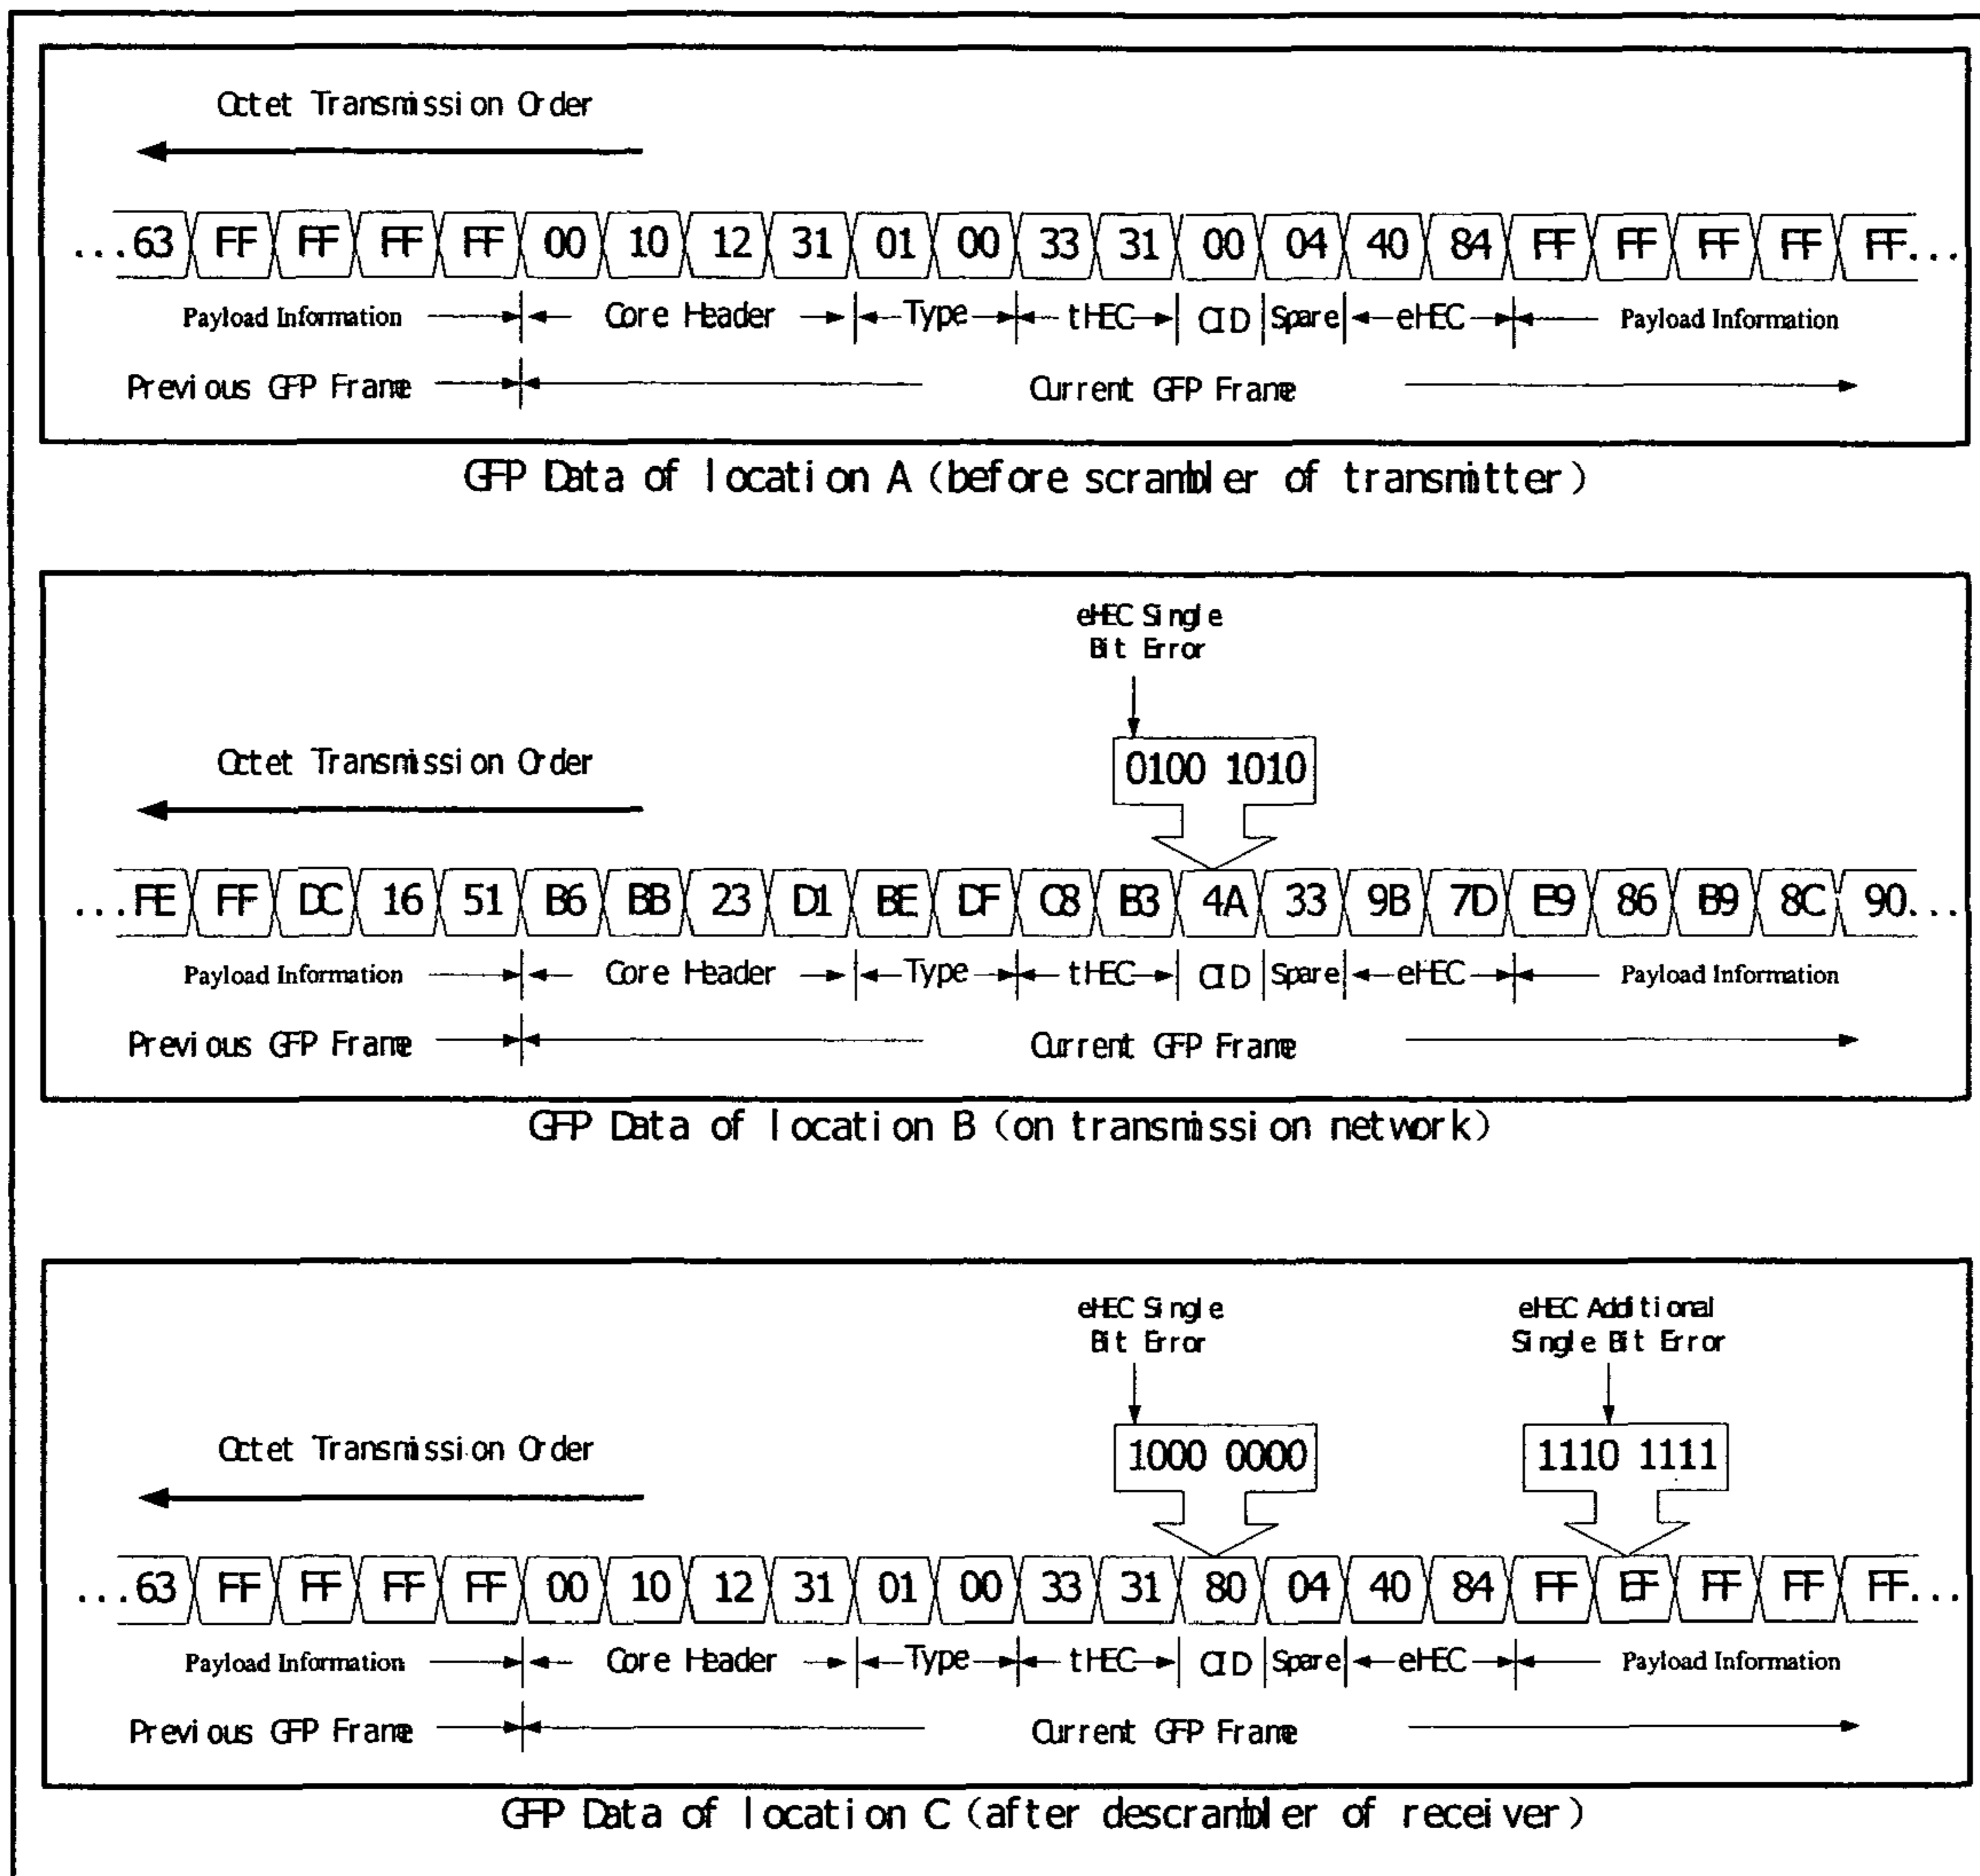 Octet Transmission Order
...63 FF FF FF FF 00 10 12 31 01 00 33 31 00 04 40 84 FF FF FF FF FF...
Payload Information Core Header Type tHEC CID Spare eHEC Payload Information
Previous GFP Frame Current GFP Frame
GFP Data of location A (before scrambler of transmitter)
eHEC Single
Bit Error
0100 1010
Octet Transmission Order
...FE FF DC 16 51 B6 BB 23 D1 BE DF C8 B3 4A 33 9B 7D E9 86 B9 8C 90...
Payload Information Core Header Type tHEC CID Spare eHEC Payload Information
Previous GFP Frame Current GFP Frame
GFP Data of location B (on transmission network)
eHEC Single
Bit Error
eHEC Additional
Single Bit Error
1000 0000
1110 1111
Octet Transmission Order
...63 FF FF FF FF 00 10 12 31 01 00 33 31 80 04 40 84 FF EF FF FF FF...
Payload Information Core Header Type tHEC CID Spare eHEC Payload Information
Previous GFP Frame Current GFP Frame
GFP Data of location C (after descrambler of receiver)